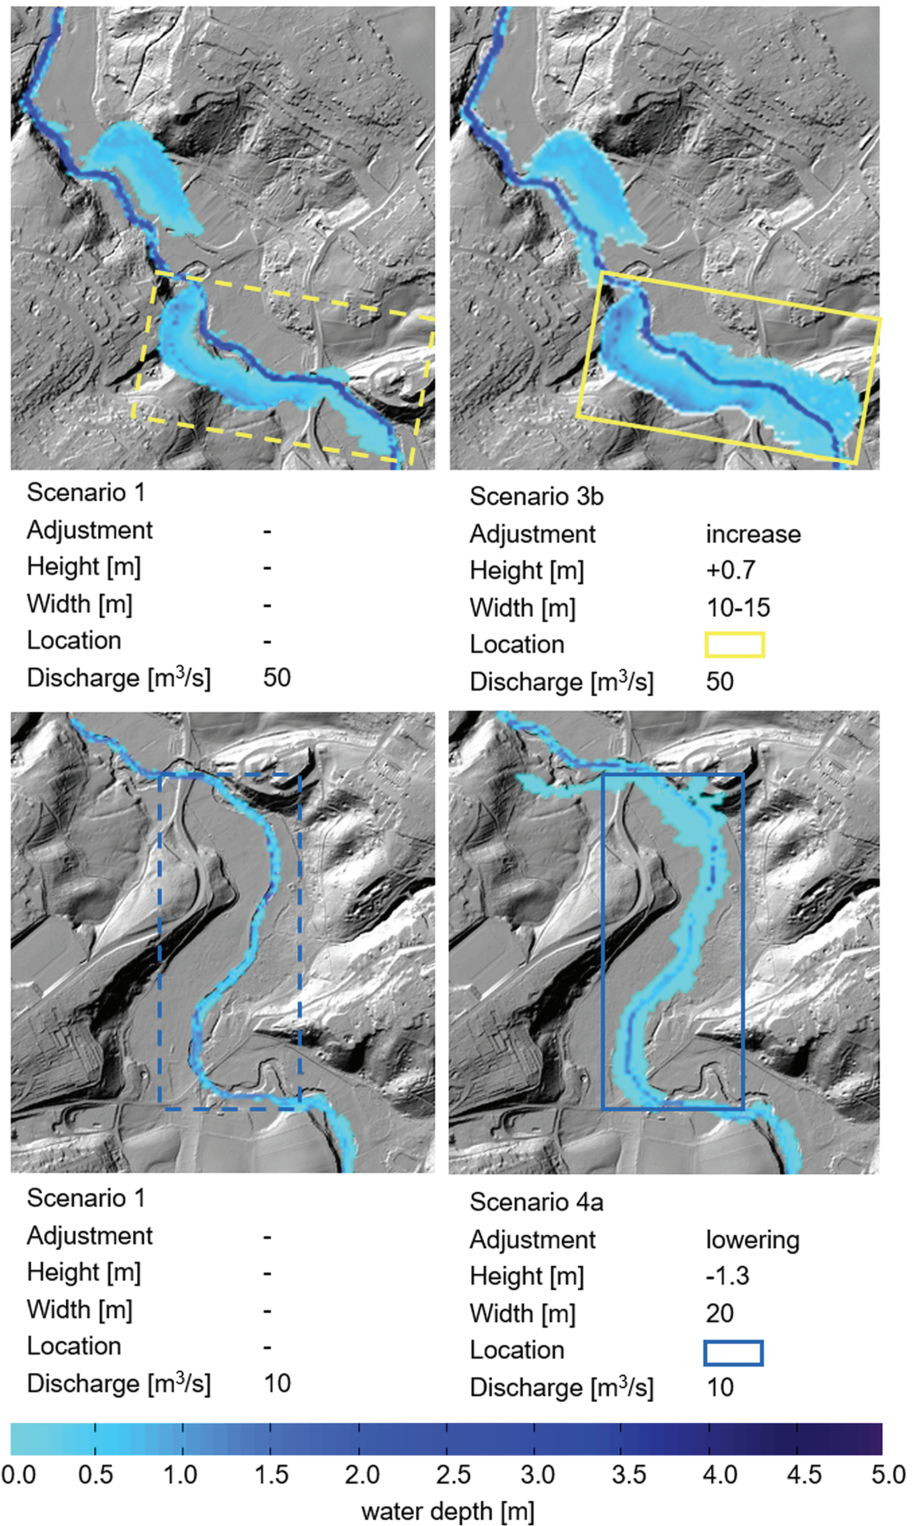 Scenario 1
Adjustment -
Height [m] -
Width [m] -
Location -
Discharge [m³/s] 50
Scenario 3b
Adjustment increase
Height [m] +0.7
Width [m] 10-15
Location
Discharge [m³/s] 50
Scenario 1
Adjustment -
Height [m] -
Width [m] -
Location -
Discharge [m³/s] 10
Scenario 4a
Adjustment lowering
Height [m] -1.3
Width [m] 20
Location
Discharge [m³/s] 10
0.0 0.5 1.0 1.5 2.0 2.5 3.0 3.5 4.0 4.5 5.0
water depth [m]